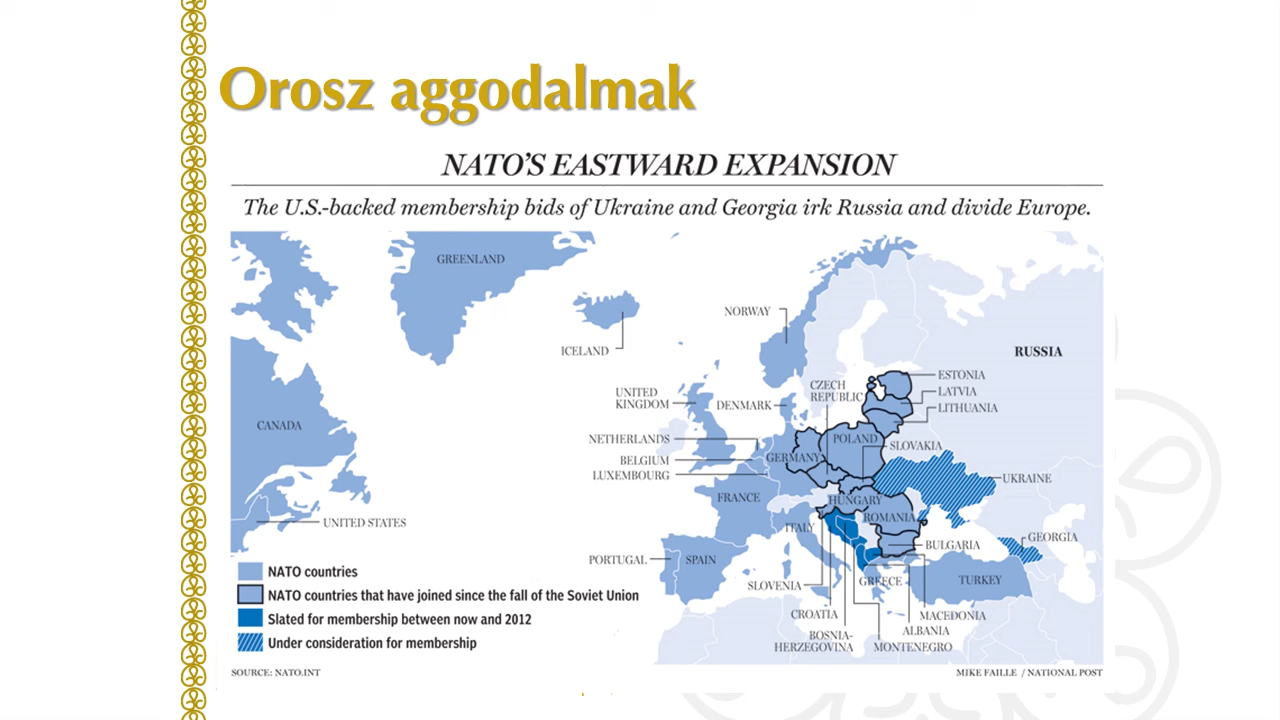 Orosz aggodalmak
NATO'S EASTWARD EXPANSION
The U.S.-backed membership bids of Ukraine and Georgia irk Russia and divide Europe.
GREENLAND
ICELAND
NORWAY
RUSSIA
CANADA
UNITED STATES
UNITED
KINGDOM
DENMARK
CZECH
REPUBLIC
ESTONIA
LATVIA
LITHUANIA
NETHERLANDS
BELGIUM
LUXEMBOURG
GERMANY
POLAND
SLOVAKIA
UKRAINE
FRANCE
HUNGARY
ROMANIA
ITALY
BULGARIA
GEORGIA
PORTUGAL
SPAIN
SLOVENIA
GREECE
TURKEY
CROATIA
MACEDONIA
ALBANIA
BOSNIA-
HERZEGOVINA
MONTENEGRO
NATO countries
NATO countries that have joined since the fall of the Soviet Union
Slated for membership between now and 2012
Under consideration for membership
SOURCE: NATO.INT
MIKE FAILLE / NATIONAL POST